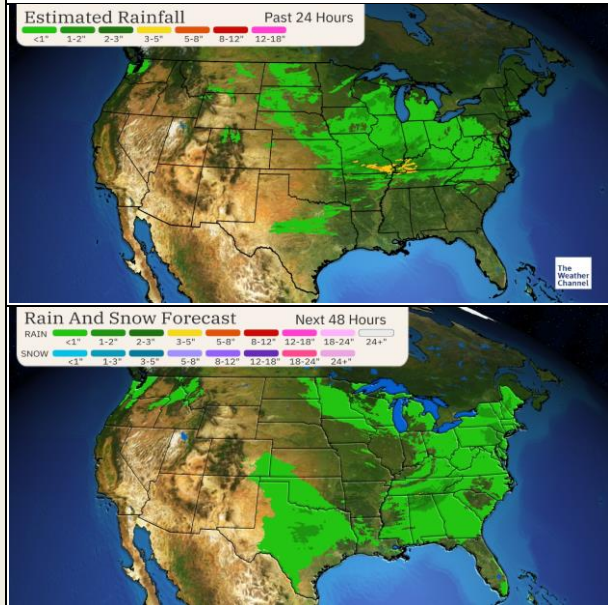 Estimated Rainfall Past 24 Hours
<1" 1-2" 2-3" 3-5" 5-8" 8-12" 12-18"
The
Weather
Channel
Rain And Snow Forecast Next 48 Hours
RAIN
<1" 1-2" 2-3" 3-5" 5-8" 8-12" 12-18" 18-24" 24+"
SNOW
<1" 1-3" 3-5" 5-8" 8-12" 12-18" 18-24" 24+"